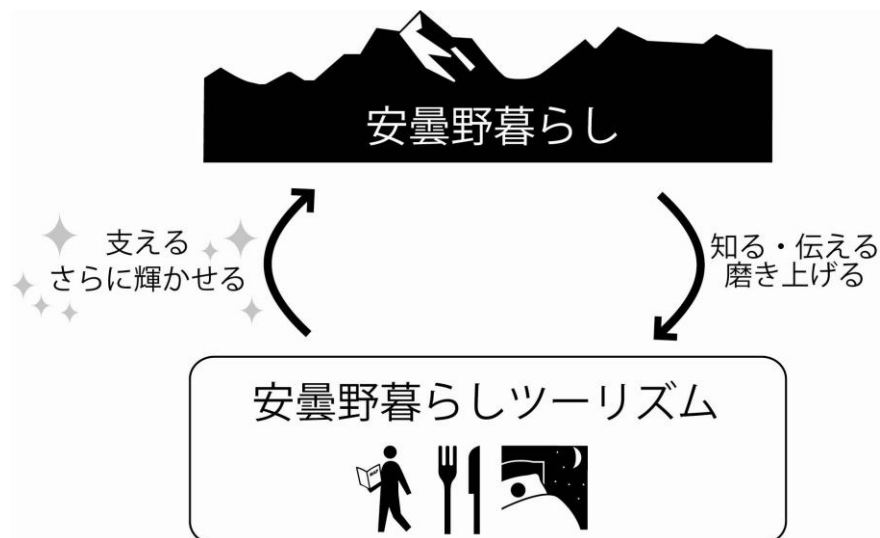 安曇野暮らし
支える
さらに輝かせる
知る・伝える
磨き上げる
安曇野暮らしツーリズム
MAP